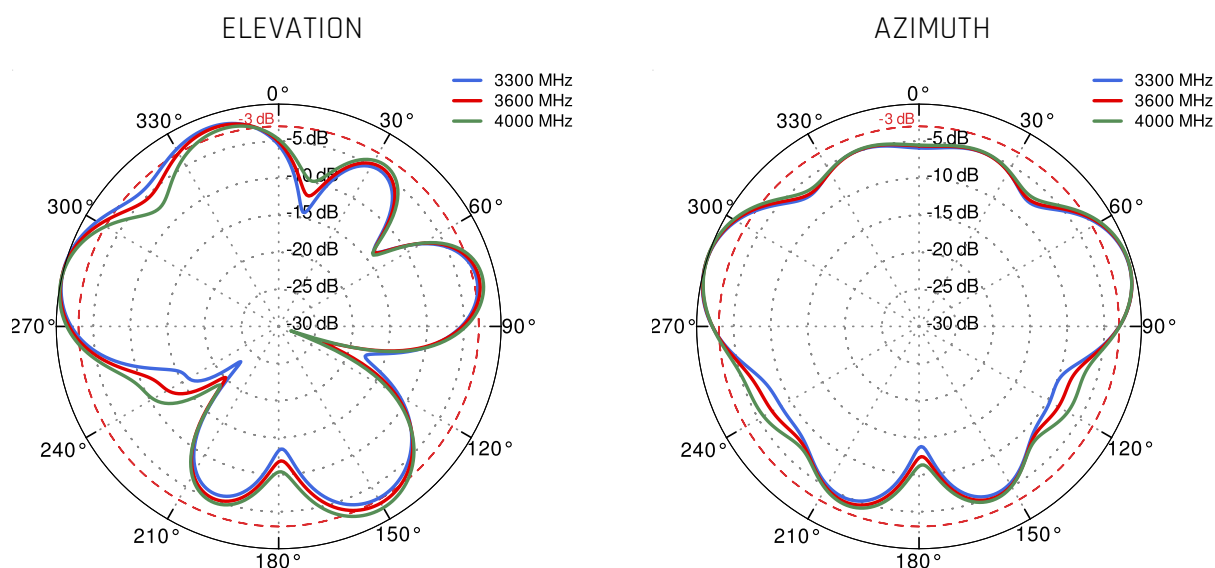 ELEVATION
3300 MHz
3600 MHz
4000 MHz
0°
30°
60°
90°
120°
150°
180°
210°
240°
270°
300°
330°
-3 dB
-5 dB
-10 dB
-15 dB
-20 dB
-25 dB
-30 dB
AZIMUTH
3300 MHz
3600 MHz
4000 MHz
0°
30°
60°
90°
120°
150°
180°
210°
240°
270°
300°
330°
-3 dB
-5 dB
-10 dB
-15 dB
-20 dB
-25 dB
-30 dB